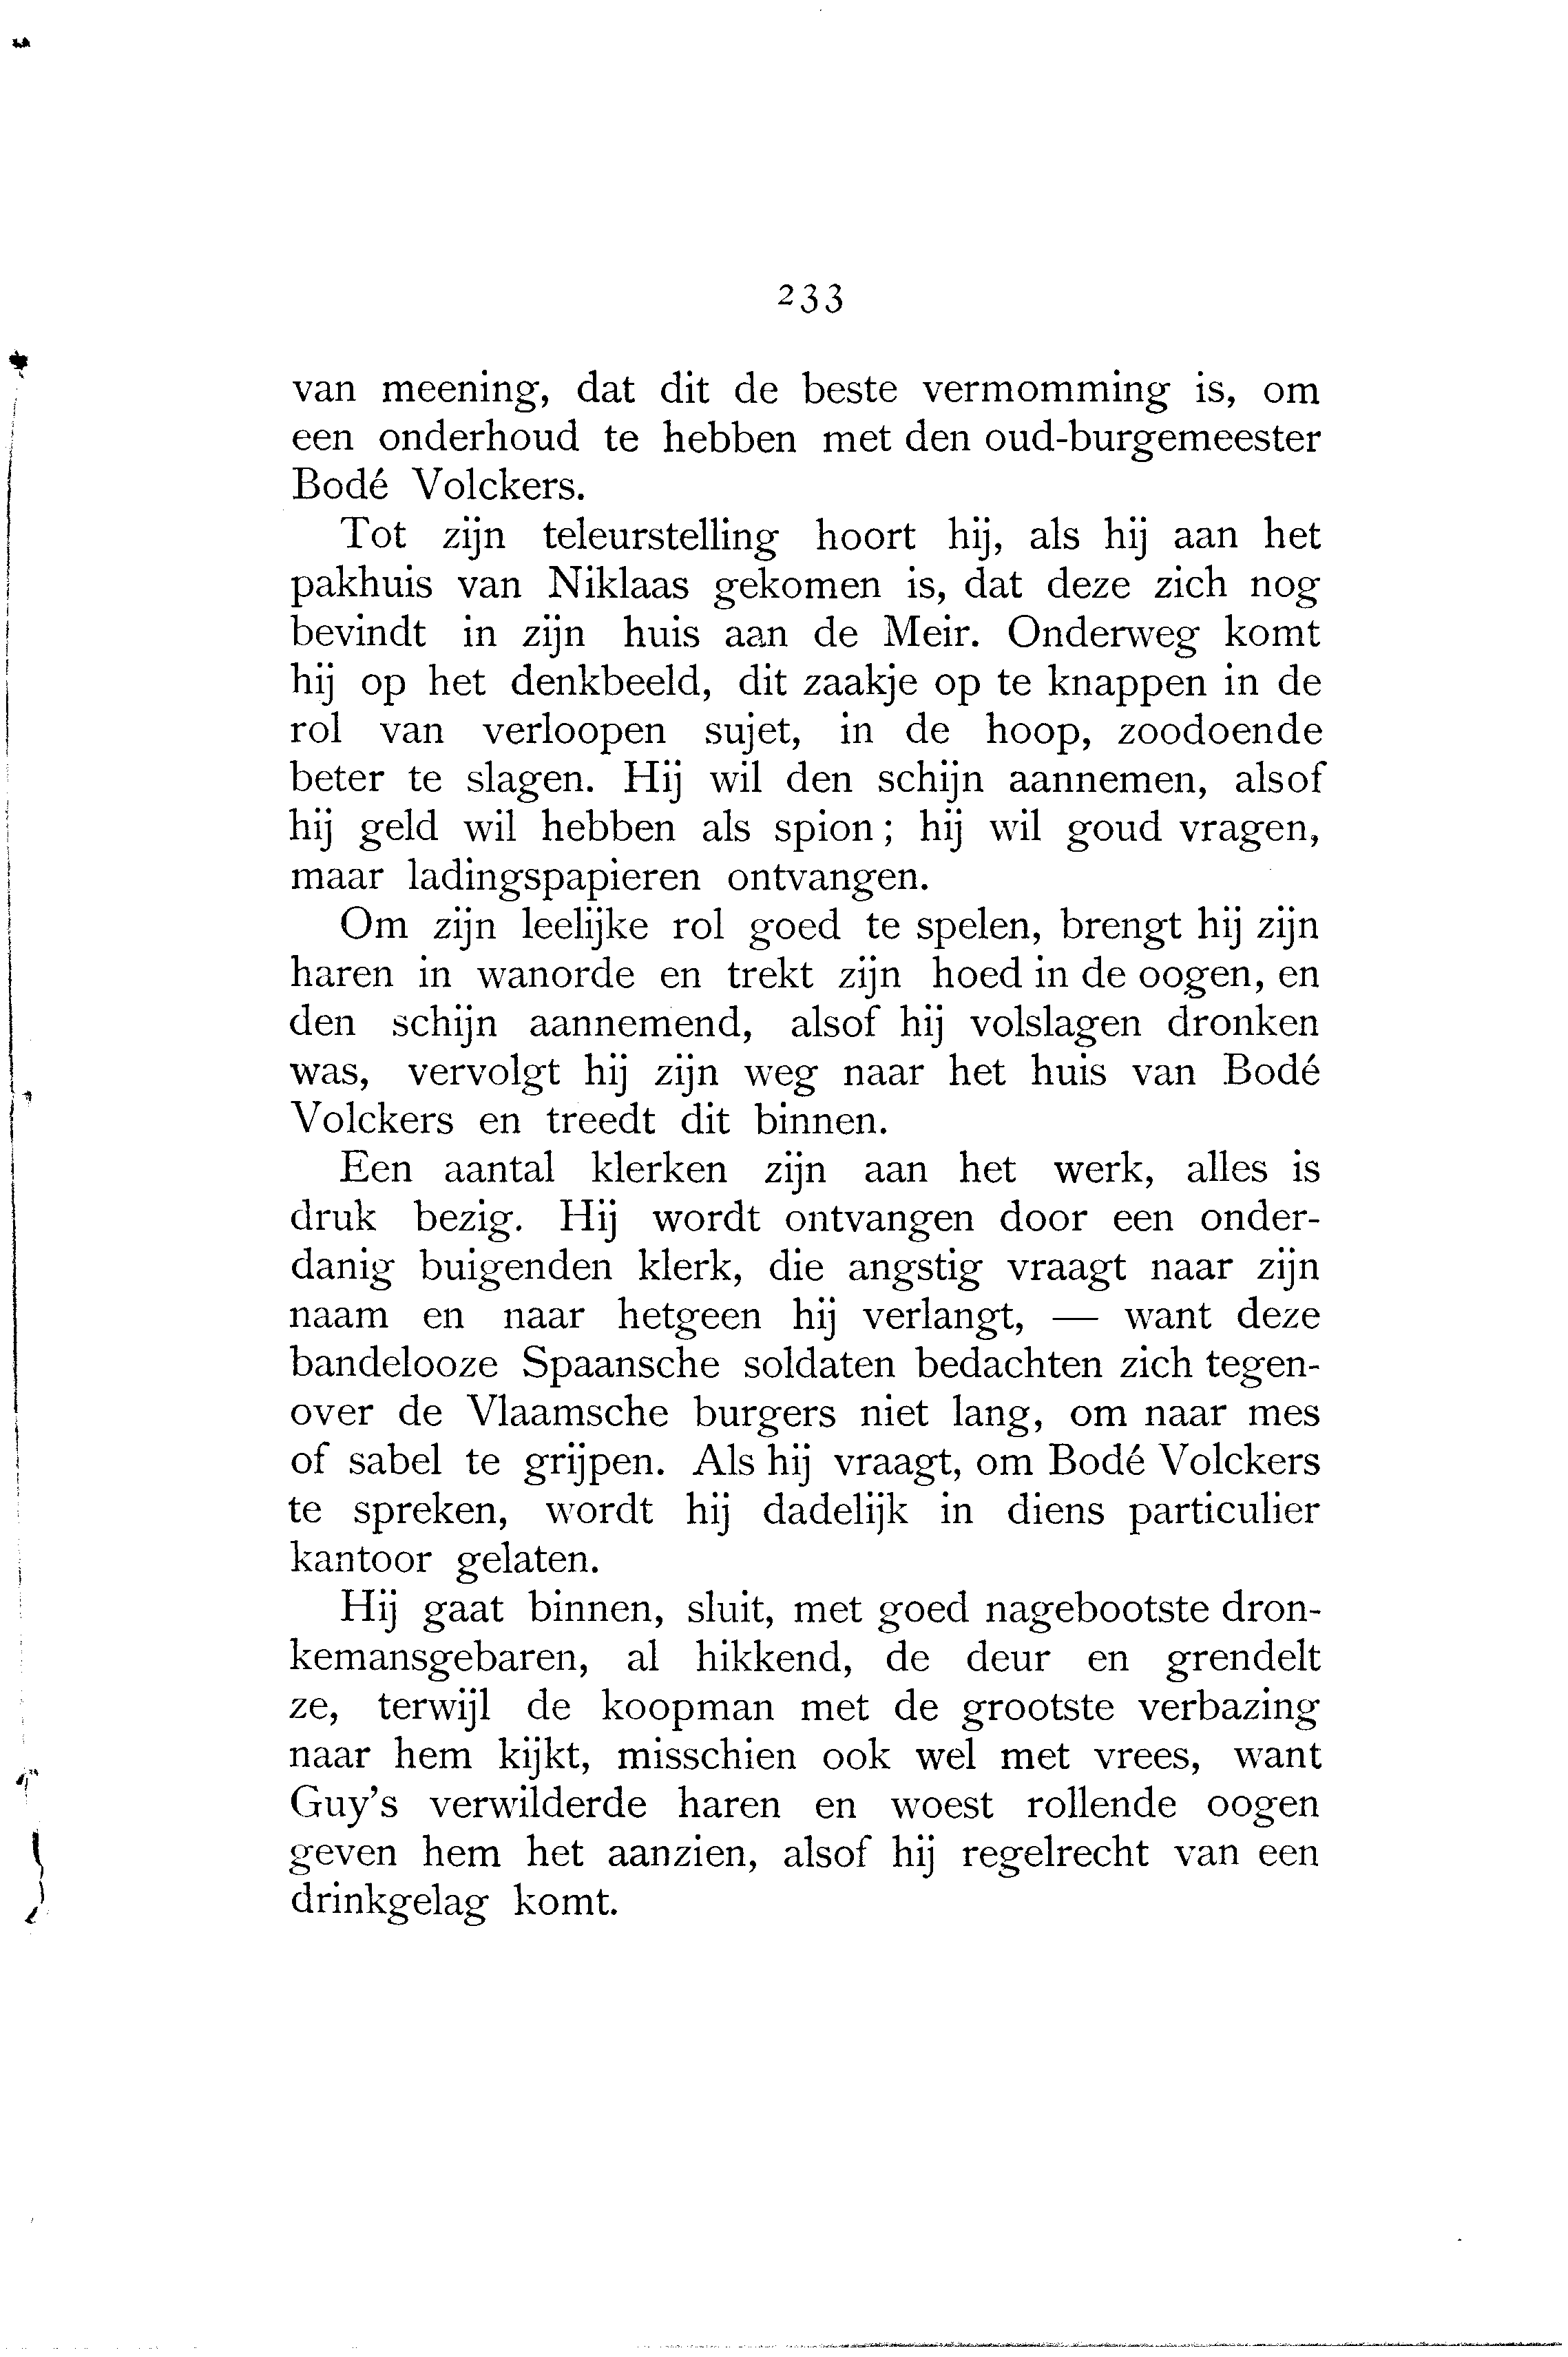 233
van meening, dat dit de beste vermomming is, om
een onderhoud te hebben met den oud-burgemeester
Bodé Volckers.
Tot zijn teleurstelling hoort hij, als hij aan het
pakhuis van Niklaas gekomen is, dat deze zich nog
bevindt in zijn huis aan de Meir. Onderweg komt
hij op het denkbeeld, dit zaakje op te knappen in de
rol van verloopen sujet, in de hoop, zoodoende
beter te slagen. Hij wil den schijn aannemen, alsof
hij geld wil hebben als spion; hij wil goud vragen,
maar ladingspapieren ontvangen.
Om zijn leelijke rol goed te spelen, brengt hij zijn
haren in wanorde en trekt zijn hoed in de oogen, en
den schijn aannemend, alsof hij volslagen dronken
was, vervolgt hij zijn weg naar het huis van Bodé
Volckers en treedt dit binnen.
Een aantal klerken zijn aan het werk, alles is
druk bezig. Hij wordt ontvangen door een onder-
danig buigenden klerk, die angstig vraagt naar zijn
naam en naar hetgeen hij verlangt, — want deze
bandelooze Spaansche soldaten bedachten zich tegen-
over de Vlaamsche burgers niet lang, om naar mes
of sabel te grijpen. Als hij vraagt, om Bodé Volckers
te spreken, wordt hij dadelijk in diens particulier
kantoor gelaten.
Hij gaat binnen, sluit, met goed nagebootste dron-
kemansgebaren, al hikkend, de deur en grendelt
ze, terwijl de koopman met de grootste verbazing
naar hem kijkt, misschien ook wel met vrees, want
Guy's verwilderde haren en woest rollende oogen
geven hem het aanzien, alsof hij regelrecht van een
drinkgelag komt.